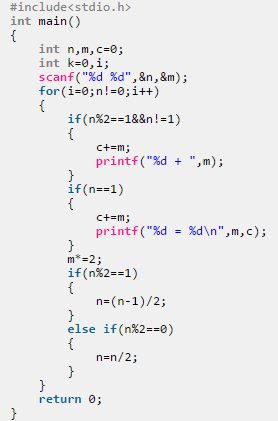 #include<stdio.h>
int main()
{
    int n,m,c=0;
    int k=0,i;
    scanf("%d %d",&n,&m);
    for(i=0;n!=0;i++)
    {
        if(n%2==1&&n!=1)
        {
            c+=m;
            printf("%d + ",m);
        }
        if(n==1)
        {
            c+=m;
            printf("%d = %d\n",m,c);
        }
        m*=2;
        if(n%2==1)
        {
            n=(n-1)/2;
        }
        else if(n%2==0)
        {
            n=n/2;
        }
    }
    return 0;
}